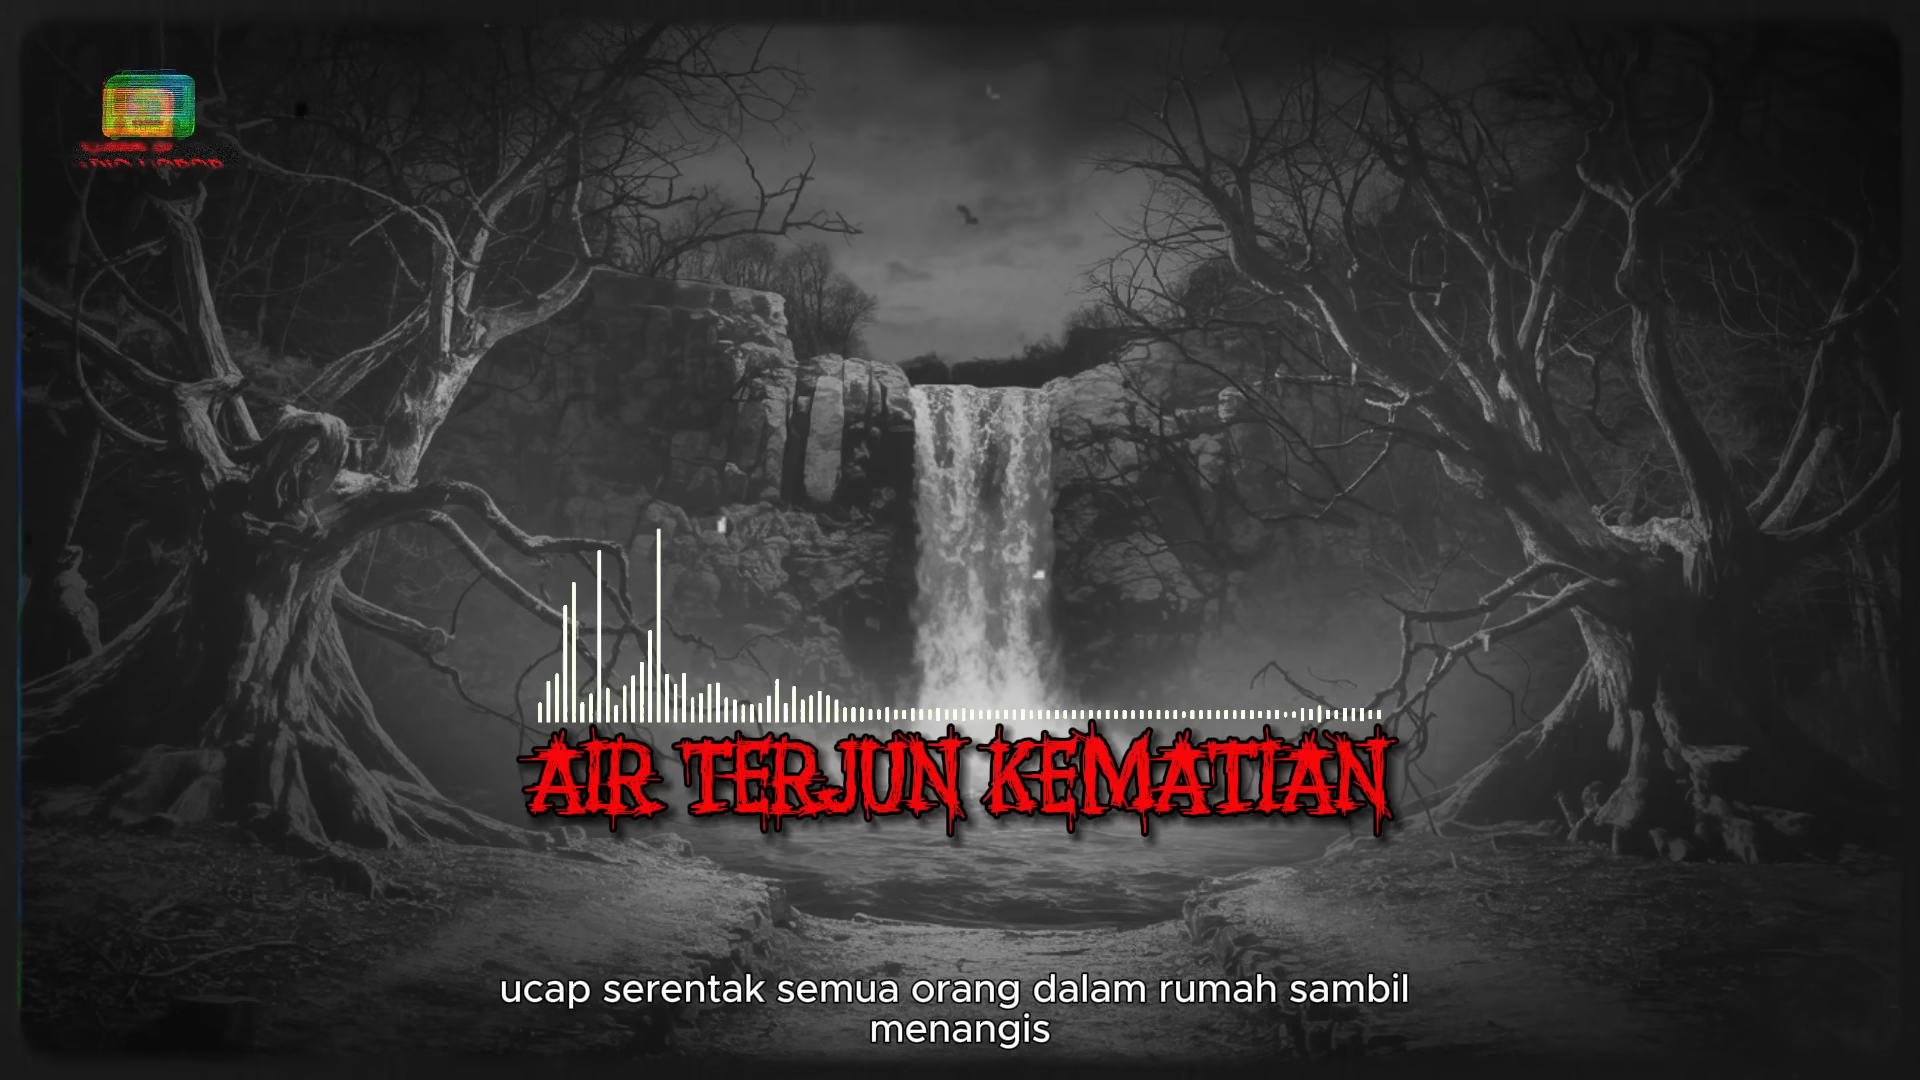 AIR TERJUN KEMATIAN
ucap serentak semua orang dalam rumah sambil
menangis